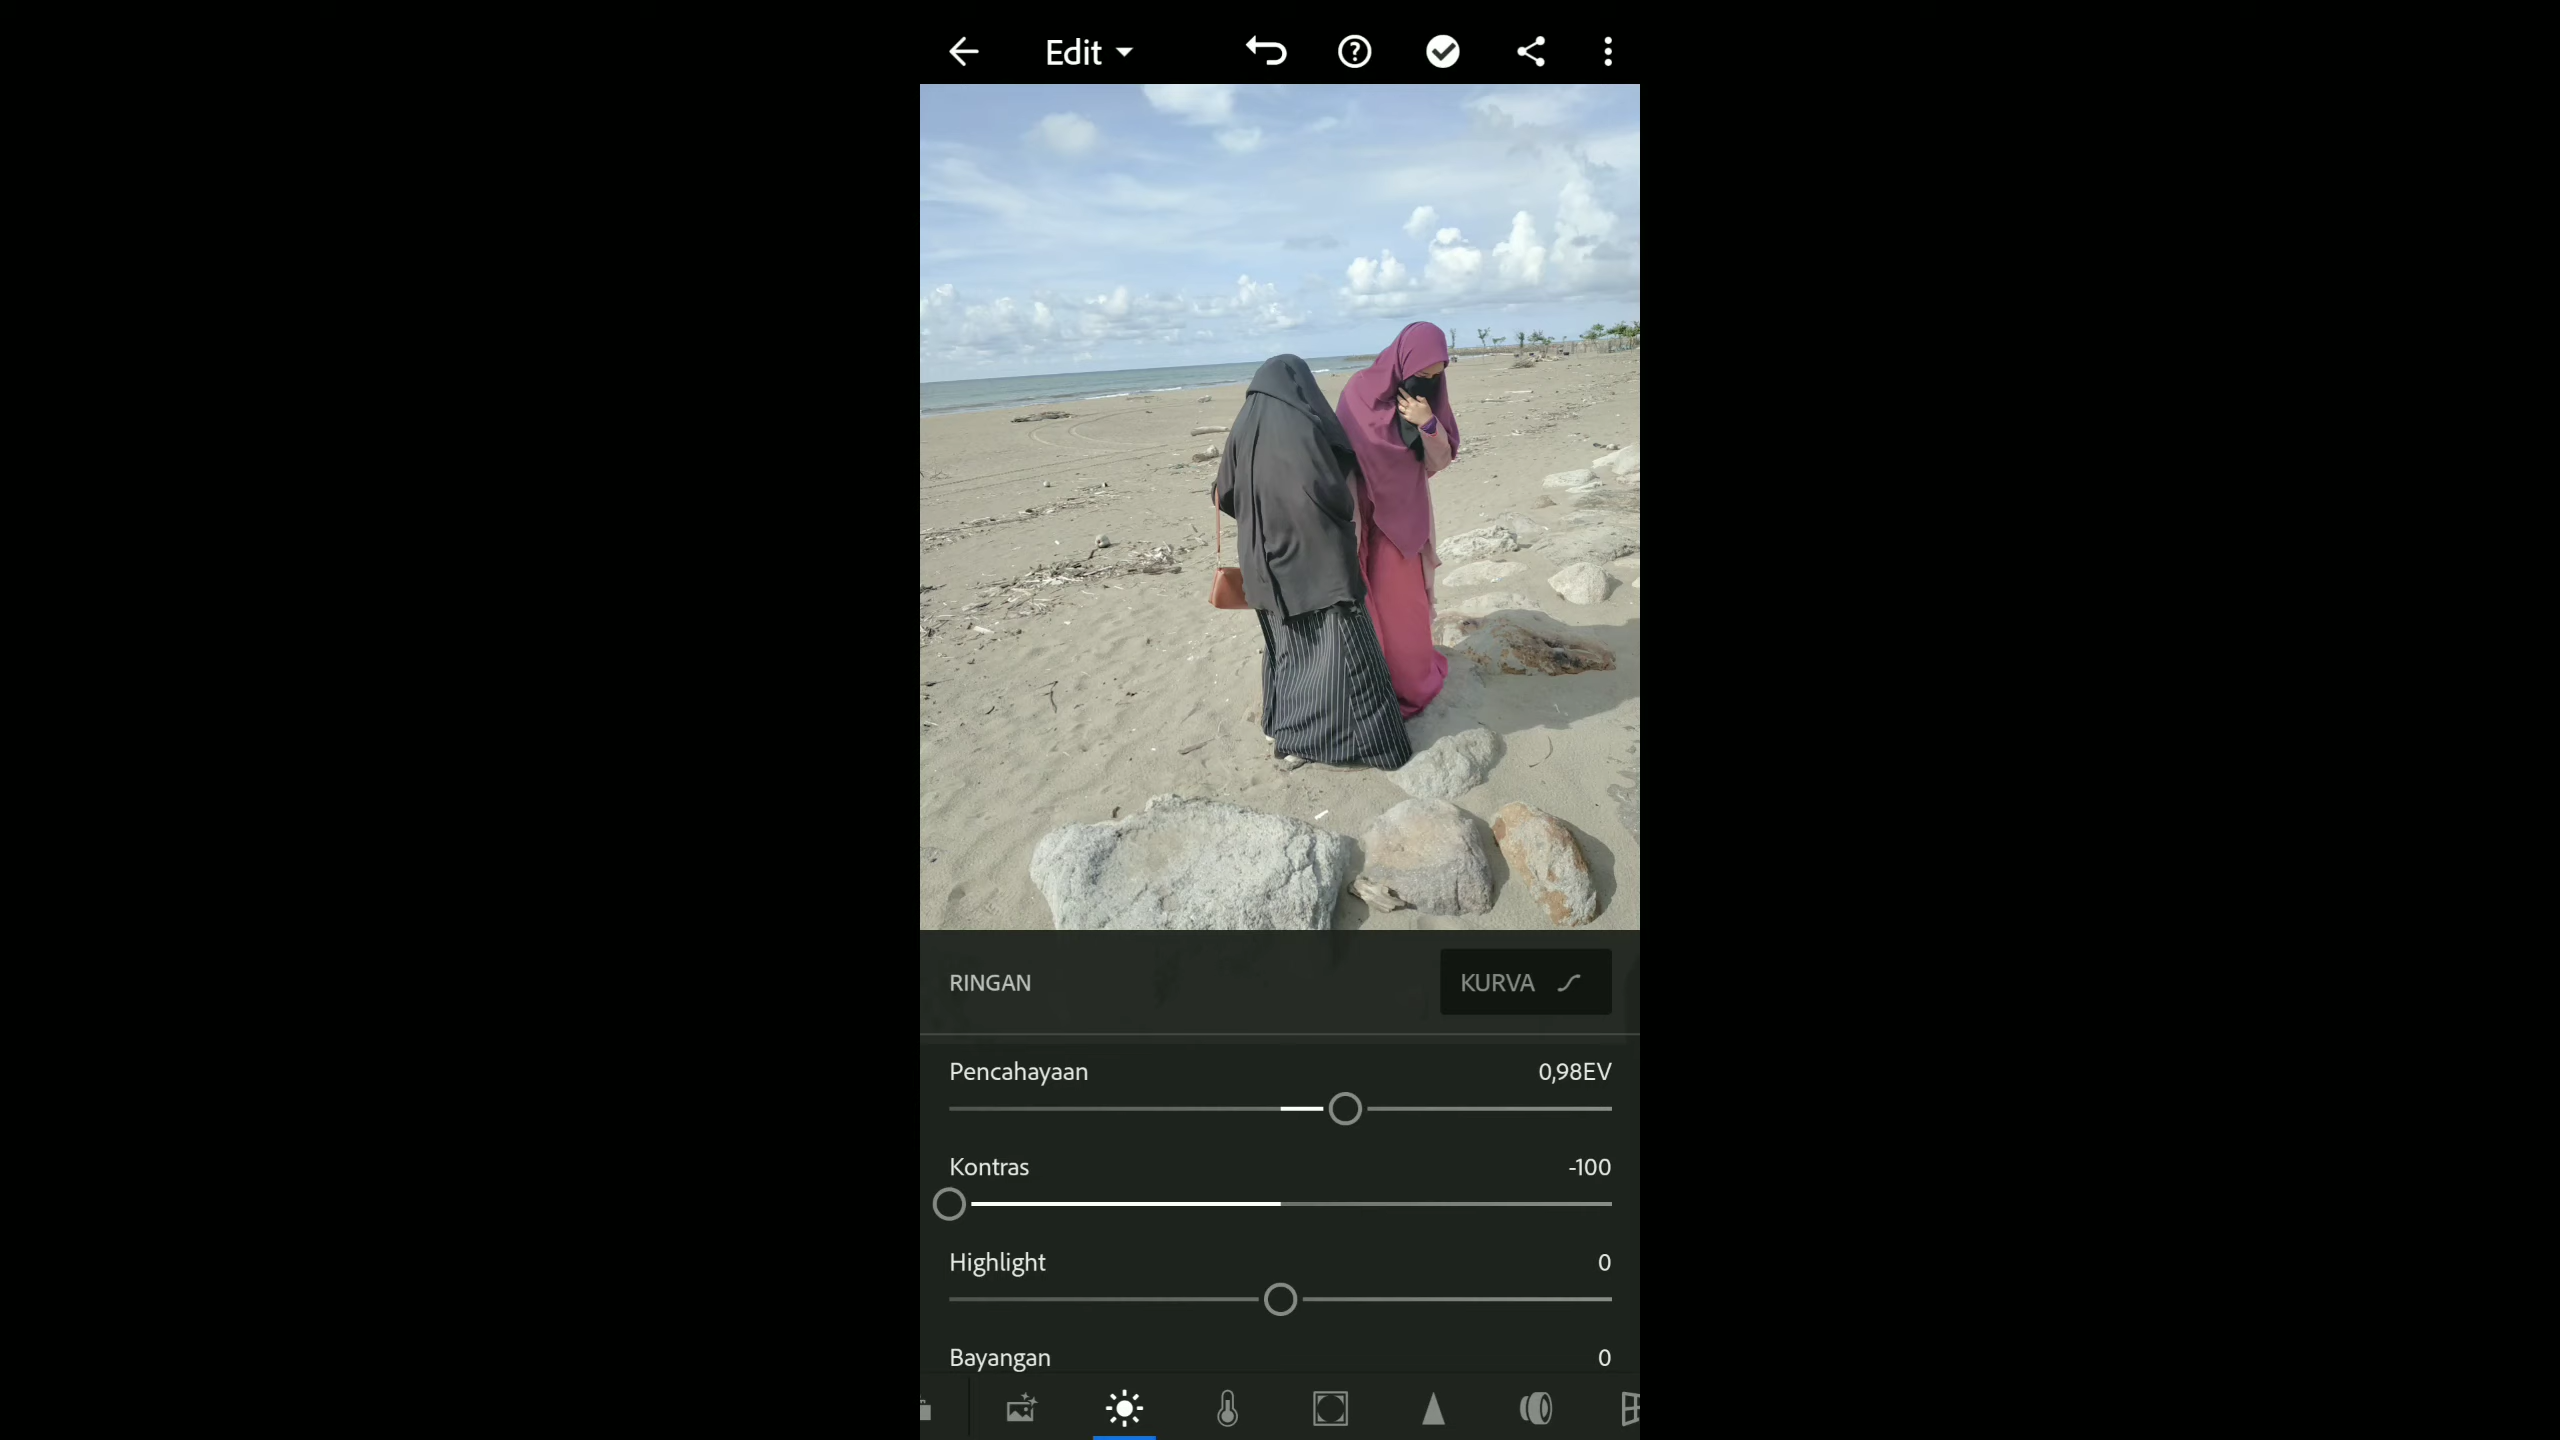 Edit
RINGAN
KURVA
Pencahayaan 0,98EV
Kontras -100
Highlight 0
Bayangan 0